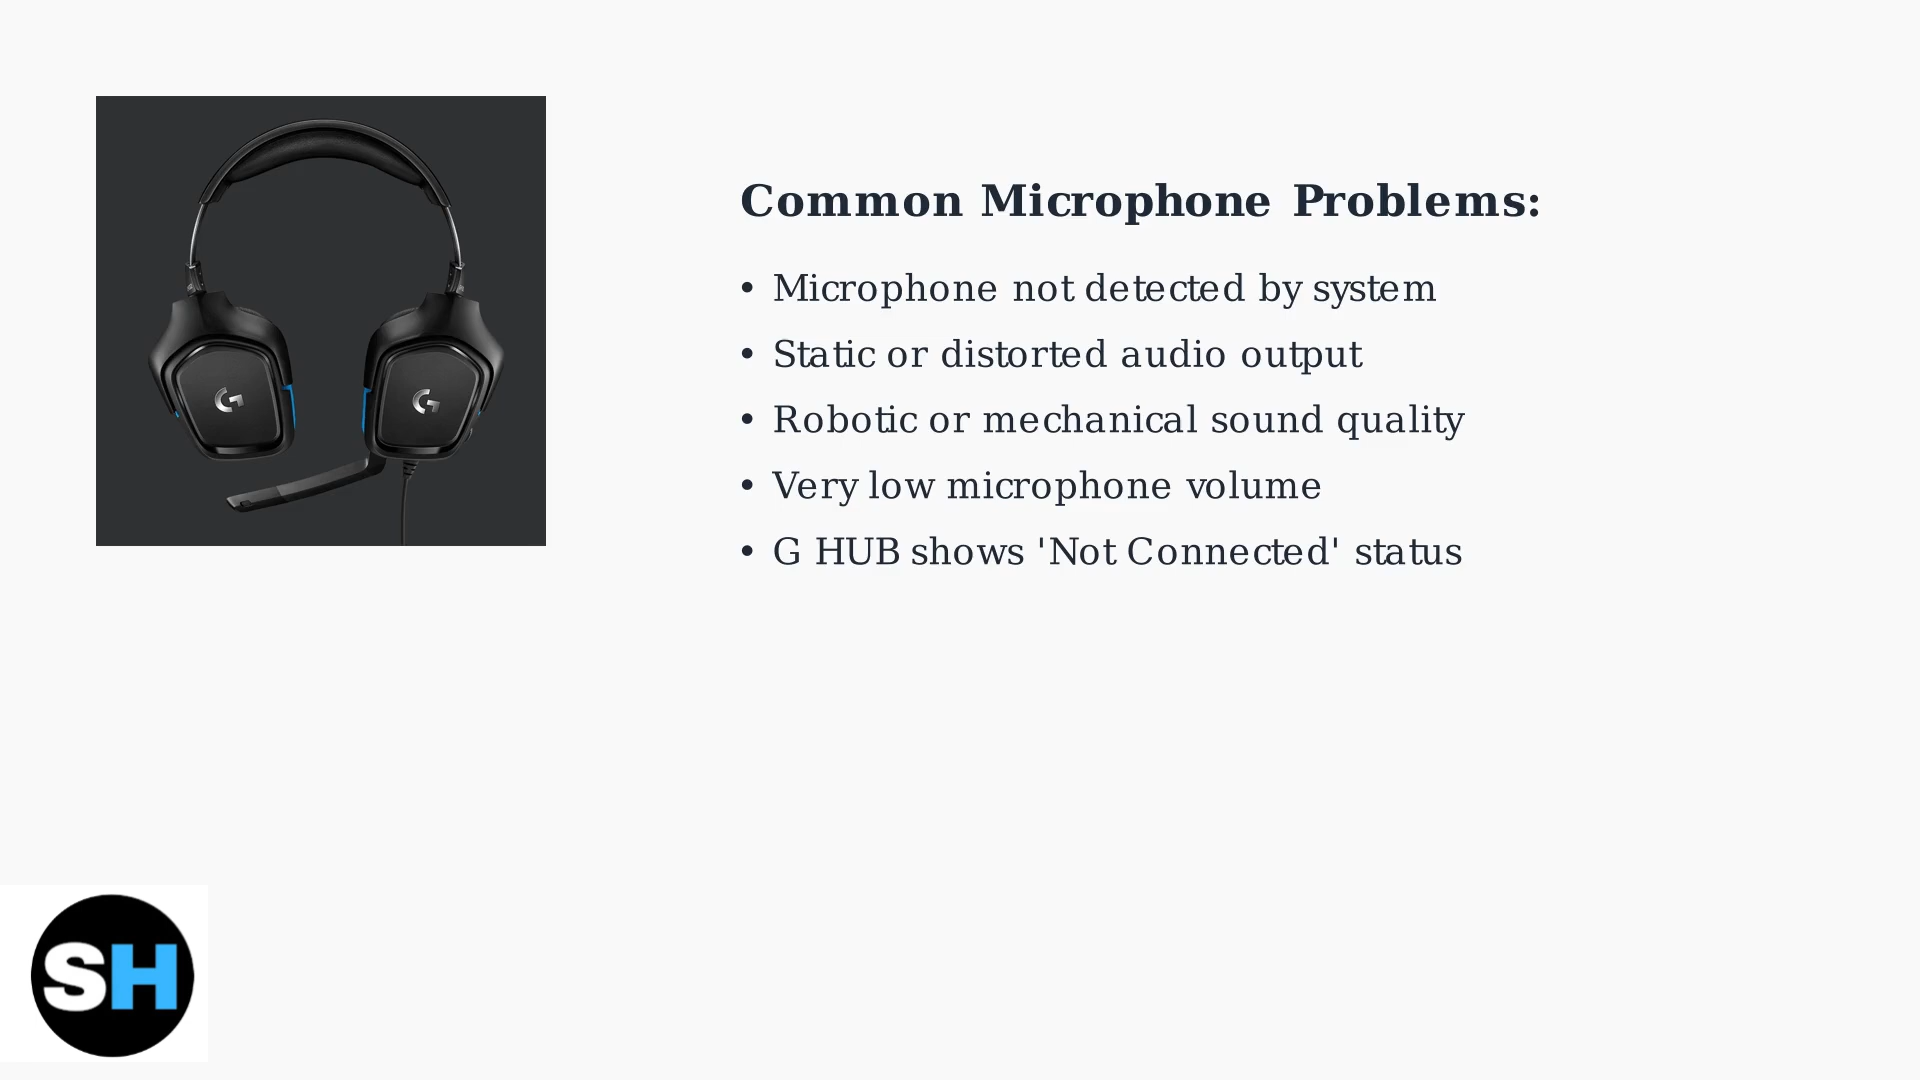 Common Microphone Problems:
• Microphone not detected by system
• Static or distorted audio output
• Robotic or mechanical sound quality
• Very low microphone volume
• G HUB shows 'Not Connected' status
G G
SH